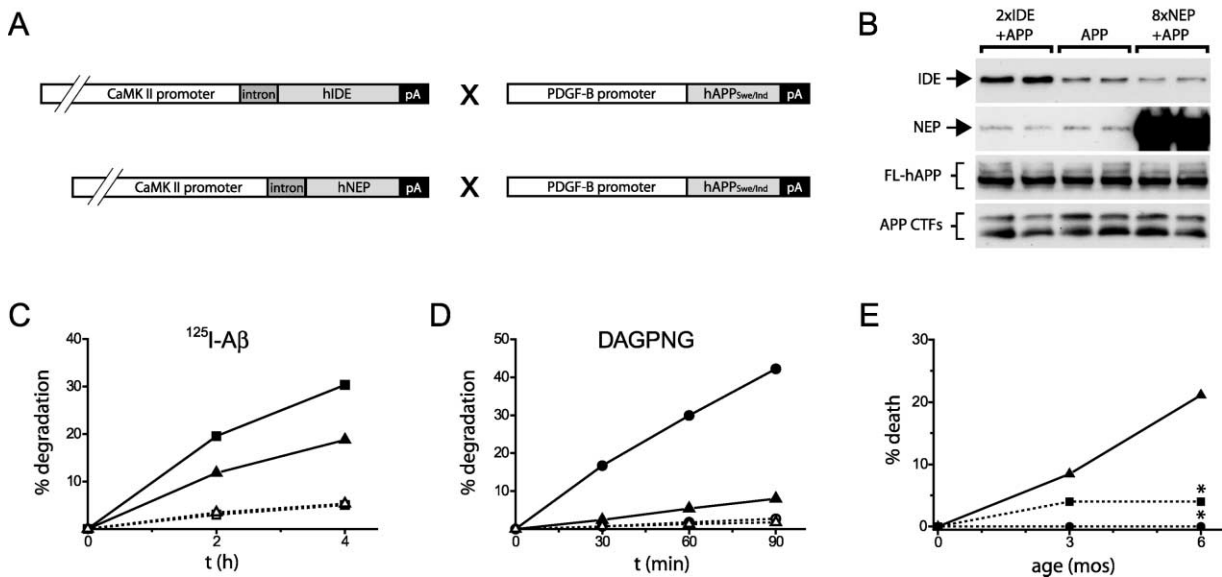 A
CaMK II promoter intron hIDE pA X PDGF-B promoter hAPPSwe/Ind pA
CaMK II promoter intron hNEP pA X PDGF-B promoter hAPPSwe/Ind pA
B
2xIDE
+APP
APP
8xNEP
+APP
IDE
NEP
FL-hAPP
APP CTFs
C
¹²⁵I-Aβ
% degradation
40
30
20
10
0
0 2 4
t (h)
D
DAGPNG
% degradation
50
40
30
20
10
0 30 60 90
t (min)
E
% death
30
20
10
0
0 3 6
*
*
age (mos)